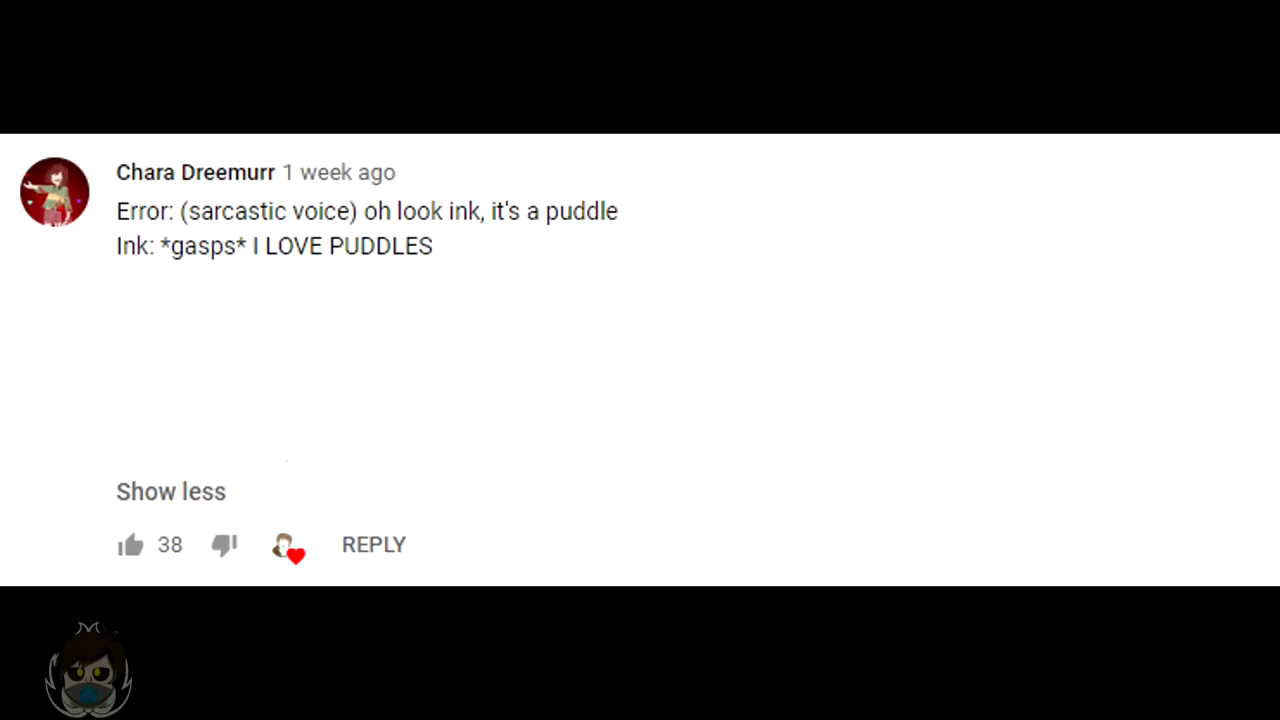 Chara Dreemurr 1 week ago
Error: (sarcastic voice) oh look ink, it's a puddle
Ink: *gasps* I LOVE PUDDLES
Show less
38 REPLY